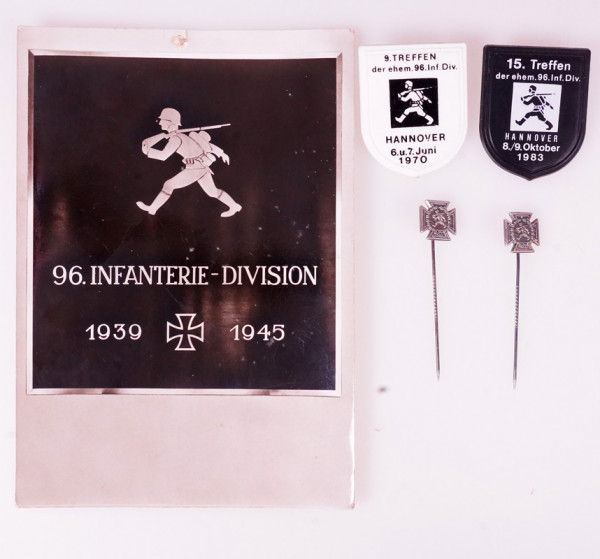 96. INFANTERIE-DIVISION
1939 1945
9. TREFFEN
der ehem. 96. Inf. Div.
HANNOVER
6.u.7. Juni
1970
15. Treffen
der ehem. 96. Inf. Div.
HANNOVER
8./9. Oktober
1983